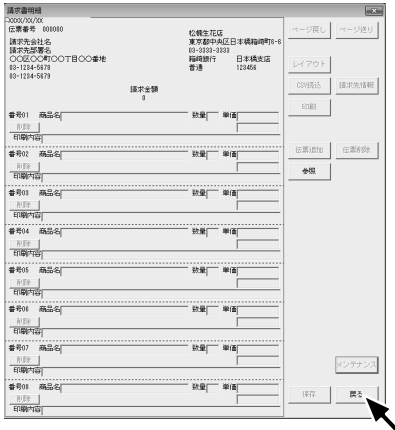 請求書明細
XXXX/XX/XX
伝票番号 000000
請求先会社名
請求先部署名
〇〇区〇〇町〇〇丁目〇〇番地
03-1234-5678
03-1234-5679
松幌生花店
東京都中央区日本橋箱崎町8-6
03-3333-3333
箱崎銀行 日本橋支店
普通 123456
請求金額
0
番号01 商品名 数量 単価
削除
印刷内容
番号02 商品名 数量 単価
削除
印刷内容
番号03 商品名 数量 単価
削除
印刷内容
番号04 商品名 数量 単価
削除
印刷内容
番号05 商品名 数量 単価
削除
印刷内容
番号06 商品名 数量 単価
削除
印刷内容
番号07 商品名 数量 単価
削除
印刷内容
番号08 商品名 数量 単価
削除
印刷内容
ページ戻し ページ送り
レイアウト
CSV読込 請求先情報
印刷
伝票追加 伝票削除
参照
メンテナンス
保存 戻る